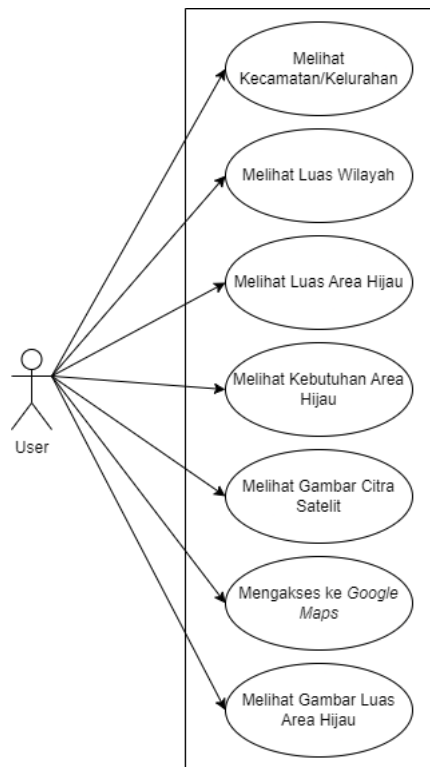 Melihat
Kecamatan/Kelurahan
Melihat Luas Wilayah
Melihat Luas Area Hijau
Melihat Kebutuhan Area
Hijau
User
Melihat Gambar Citra
Satelit
Mengakses ke Google
Maps
Melihat Gambar Luas
Area Hijau